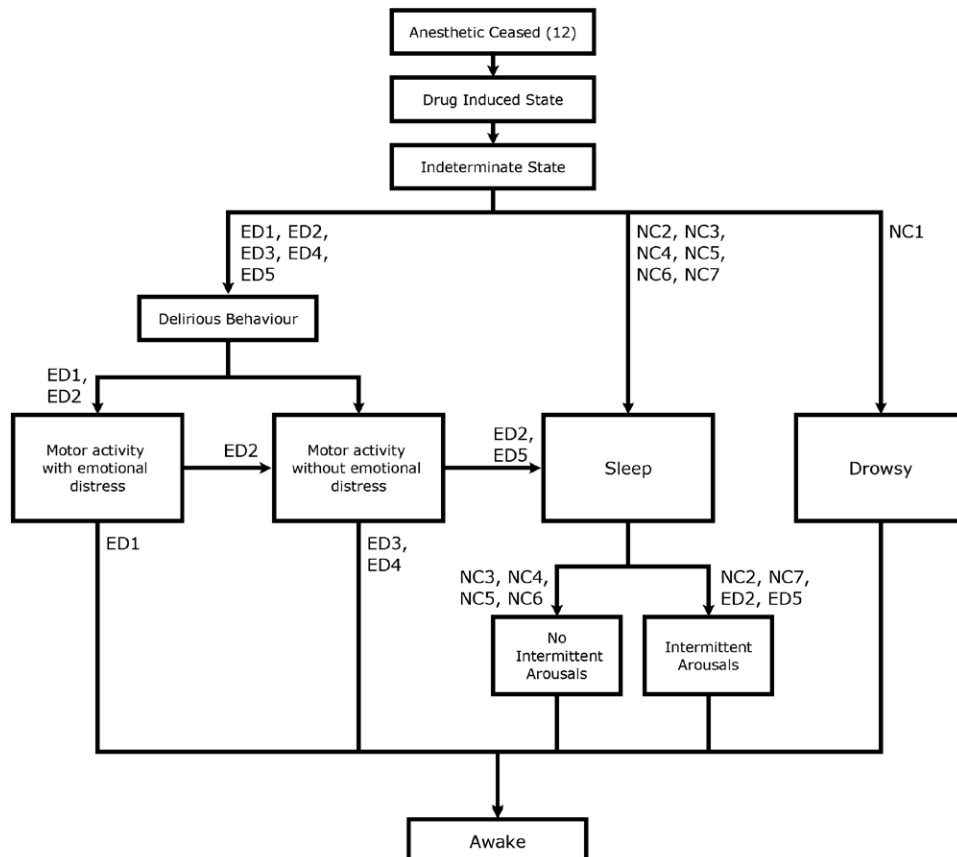 Anesthetic Ceased (12)
Drug Induced State
Indeterminate State
ED1, ED2,
ED3, ED4,
ED5
NC2, NC3,
NC4, NC5,
NC6, NC7
NC1
Delirious Behaviour
ED1,
ED2
Motor activity
with emotional
distress
ED2
Motor activity
without emotional
distress
ED2,
ED5
Sleep
Drowsy
ED1
ED3,
ED4
NC3, NC4,
NC5, NC6
NC2, NC7,
ED2, ED5
No
Intermittent
Arousals
Intermittent
Arousals
Awake